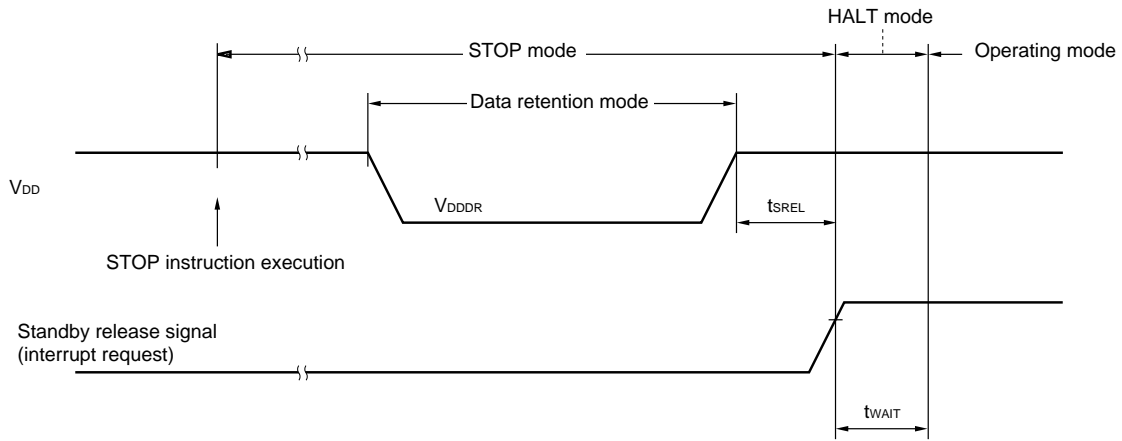 HALT mode
STOP mode
Operating mode
Data retention mode
VDD
VDDDR
tSREL
STOP instruction execution
Standby release signal
(interrupt request)
tWAIT